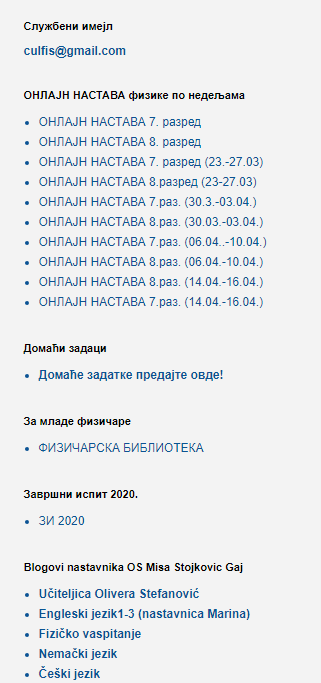 Службени имејл
culfis@gmail.com
ОНЛАЈН НАСТАВА физике по недељама
ОНЛАЈН НАСТАВА 7. разред
ОНЛАЈН НАСТАВА 8. разред
ОНЛАЈН НАСТАВА 7. разред (23.-27.03)
ОНЛАЈН НАСТАВА 8.разред (23-27.03)
ОНЛАЈН НАСТАВА 7.раз. (30.3.-03.04.)
ОНЛАЈН НАСТАВА 8.раз. (30.03.-03.04.)
ОНЛАЈН НАСТАВА 7.раз. (06.04..-10.04.)
ОНЛАЈН НАСТАВА 8.раз. (06.04.-10.04.)
ОНЛАЈН НАСТАВА 8.раз. (14.04.-16.04.)
ОНЛАЈН НАСТАВА 7.раз. (14.04.-16.04.)
Домаћи задаци
Домаће задатке предајте овде!
За младе физичаре
ФИЗИЧАРСКА БИБЛИОТЕКА
Завршни испит 2020.
ЗИ 2020
Blogovi nastavnika OS Misa Stojkovic Gaj
Učiteljica Olivera Stefanović
Engleski jezik1-3 (nastavnica Marina)
Fizičko vaspitanje
Nemački jezik
Češki jezik